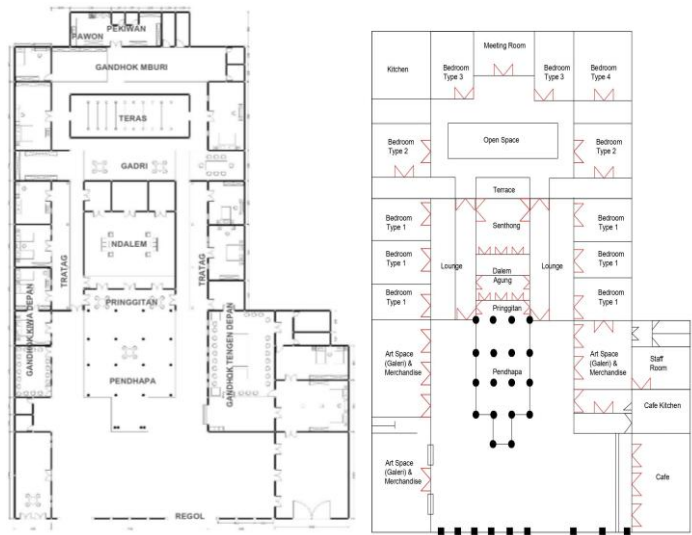 PEKIWAN
PAWON
GANDHOK MBURI
TERAS
GADRI
NDALEM
TRATAG
TRATAG
PRINGGITAN
GANDHOK KIWA DEPAN
GANDHOK TENGEN DEPAN
PENDHAPA
REGOL
Kitchen
Bedroom
Type 3
Meeting Room
Bedroom
Type 3
Bedroom
Type 4
Bedroom
Type 2
Open Space
Bedroom
Type 2
Terrace
Bedroom
Type 1
Senthong
Bedroom
Type 1
Bedroom
Type 1
Lounge
Dalem
Agung
Lounge
Bedroom
Type 1
Bedroom
Type 1
Pringgitan
Bedroom
Type 1
Art Space
(Galeri) &
Merchandise
Pendhapa
Art Space
(Galeri) &
Merchandise
Staff
Room
Cafe Kitchen
Art Space
(Galeri) &
Merchandise
Cafe